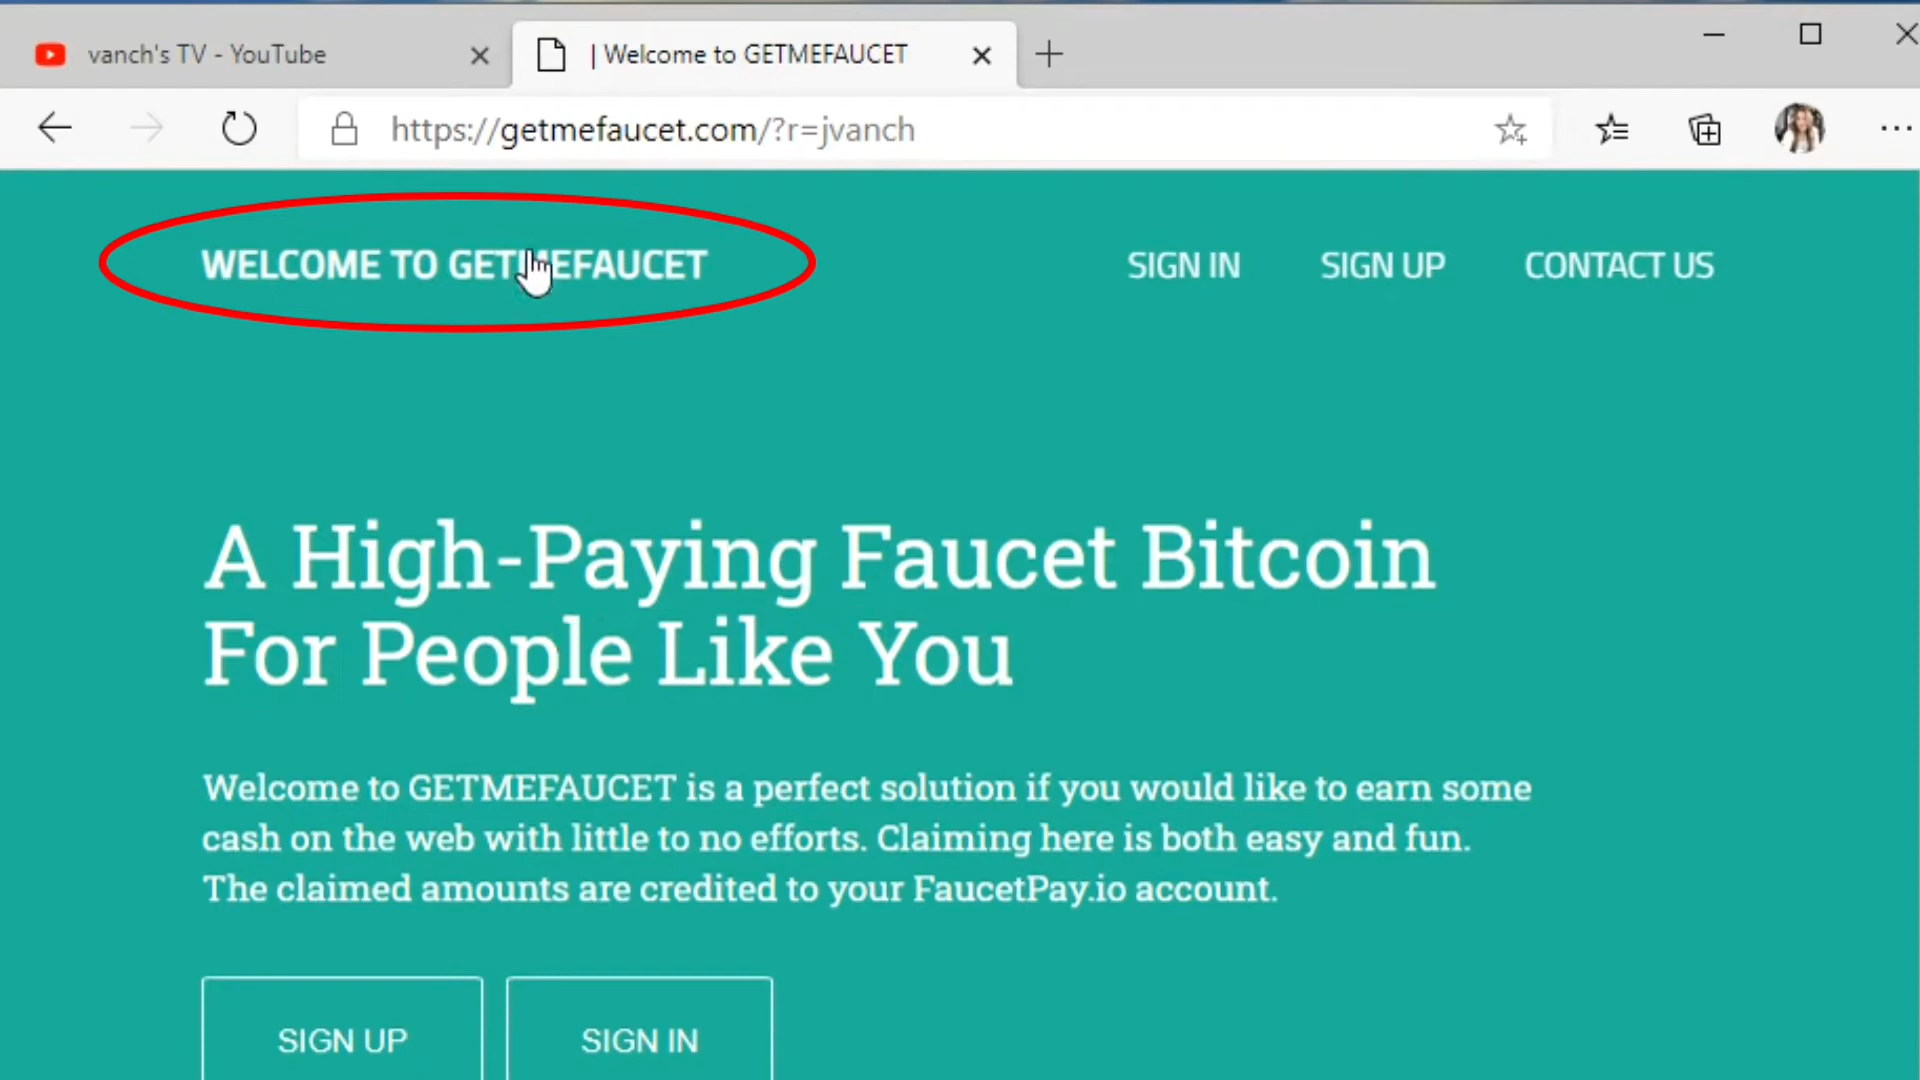 vanch's TV - YouTube
| Welcome to GETMEFAUCET
https://getmefaucet.com/?r=jvanch
WELCOME TO GETMEFAUCET
SIGN IN
SIGN UP
CONTACT US
A High-Paying Faucet Bitcoin
For People Like You
Welcome to GETMEFAUCET is a perfect solution if you would like to earn some
cash on the web with little to no efforts. Claiming here is both easy and fun.
The claimed amounts are credited to your FaucetPay.io account.
SIGN UP
SIGN IN